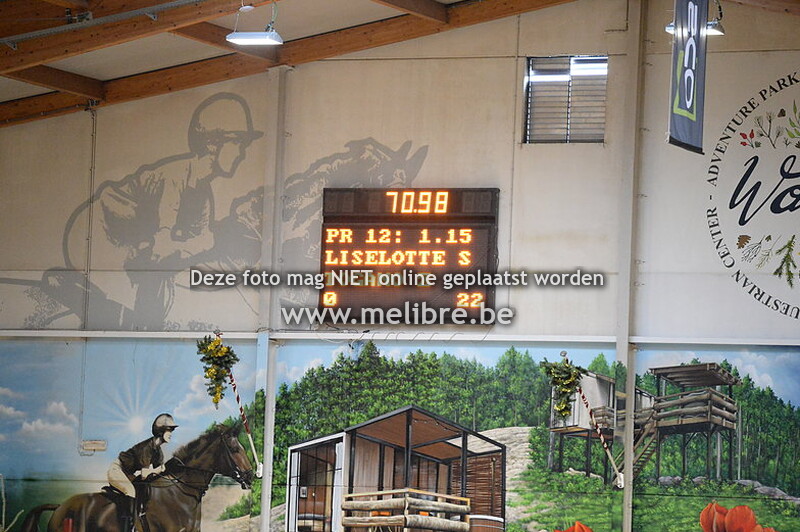 70.98
PR 12: 1.15
LISELOTTE S
Deze foto mag NIET online geplaatst worden
0 22
www.melibre.be
EQUESTRIAN CENTER - ADVENTURE PARK